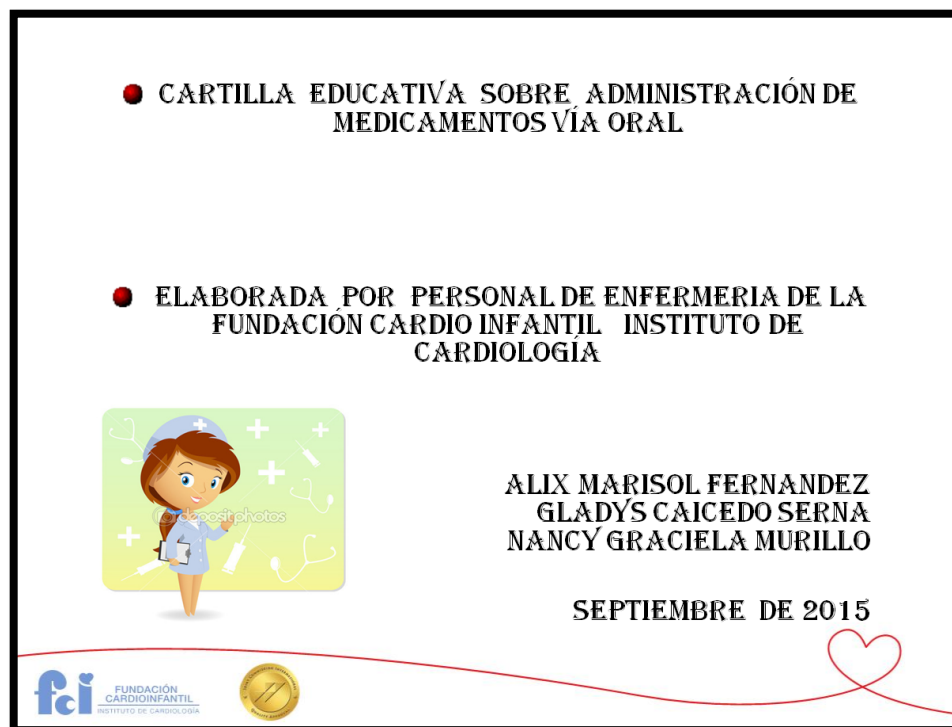 CARTILLA EDUCATIVA SOBRE ADMINISTRACIÓN DE
MEDICAMENTOS VÍA ORAL
ELABORADA POR PERSONAL DE ENFERMERIA DE LA
FUNDACIÓN CARDIO INFANTIL INSTITUTO DE
CARDIOLOGÍA
depositphotos
ALIX MARISOL FERNANDEZ
GLADYS CAICEDO SERNA
NANCY GRACIELA MURILLO
SEPTIEMBRE DE 2015
fci
FUNDACIÓN
CARDIOINFANTIL
INSTITUTO DE CARDIOLOGÍA